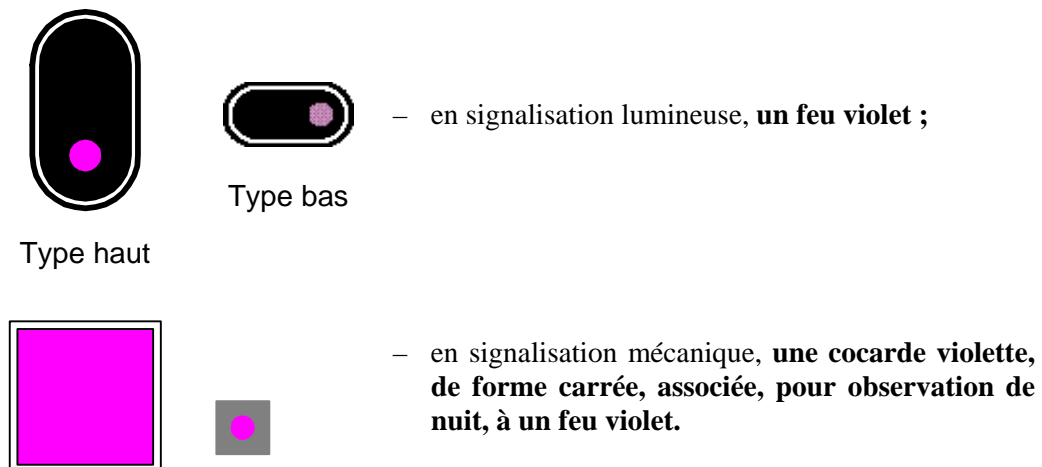 – en signalisation lumineuse, un feu violet ;
Type bas
Type haut
– en signalisation mécanique, une cocarde violette,
de forme carrée, associée, pour observation de
nuit, à un feu violet.